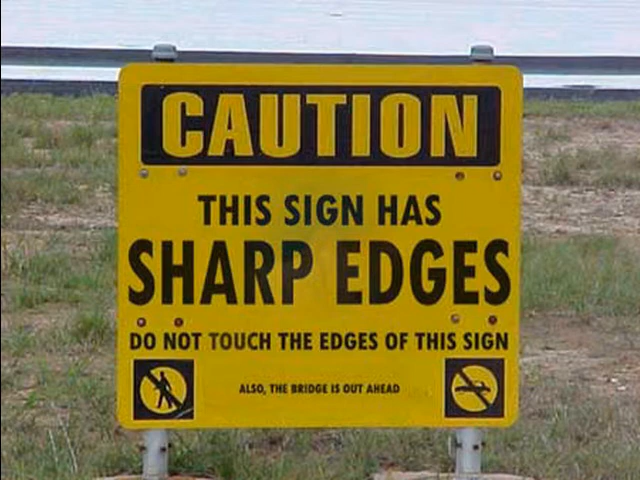 CAUTION
THIS SIGN HAS
SHARP EDGES
DO NOT TOUCH THE EDGES OF THIS SIGN
ALSO, THE BRIDGE IS OUT AHEAD